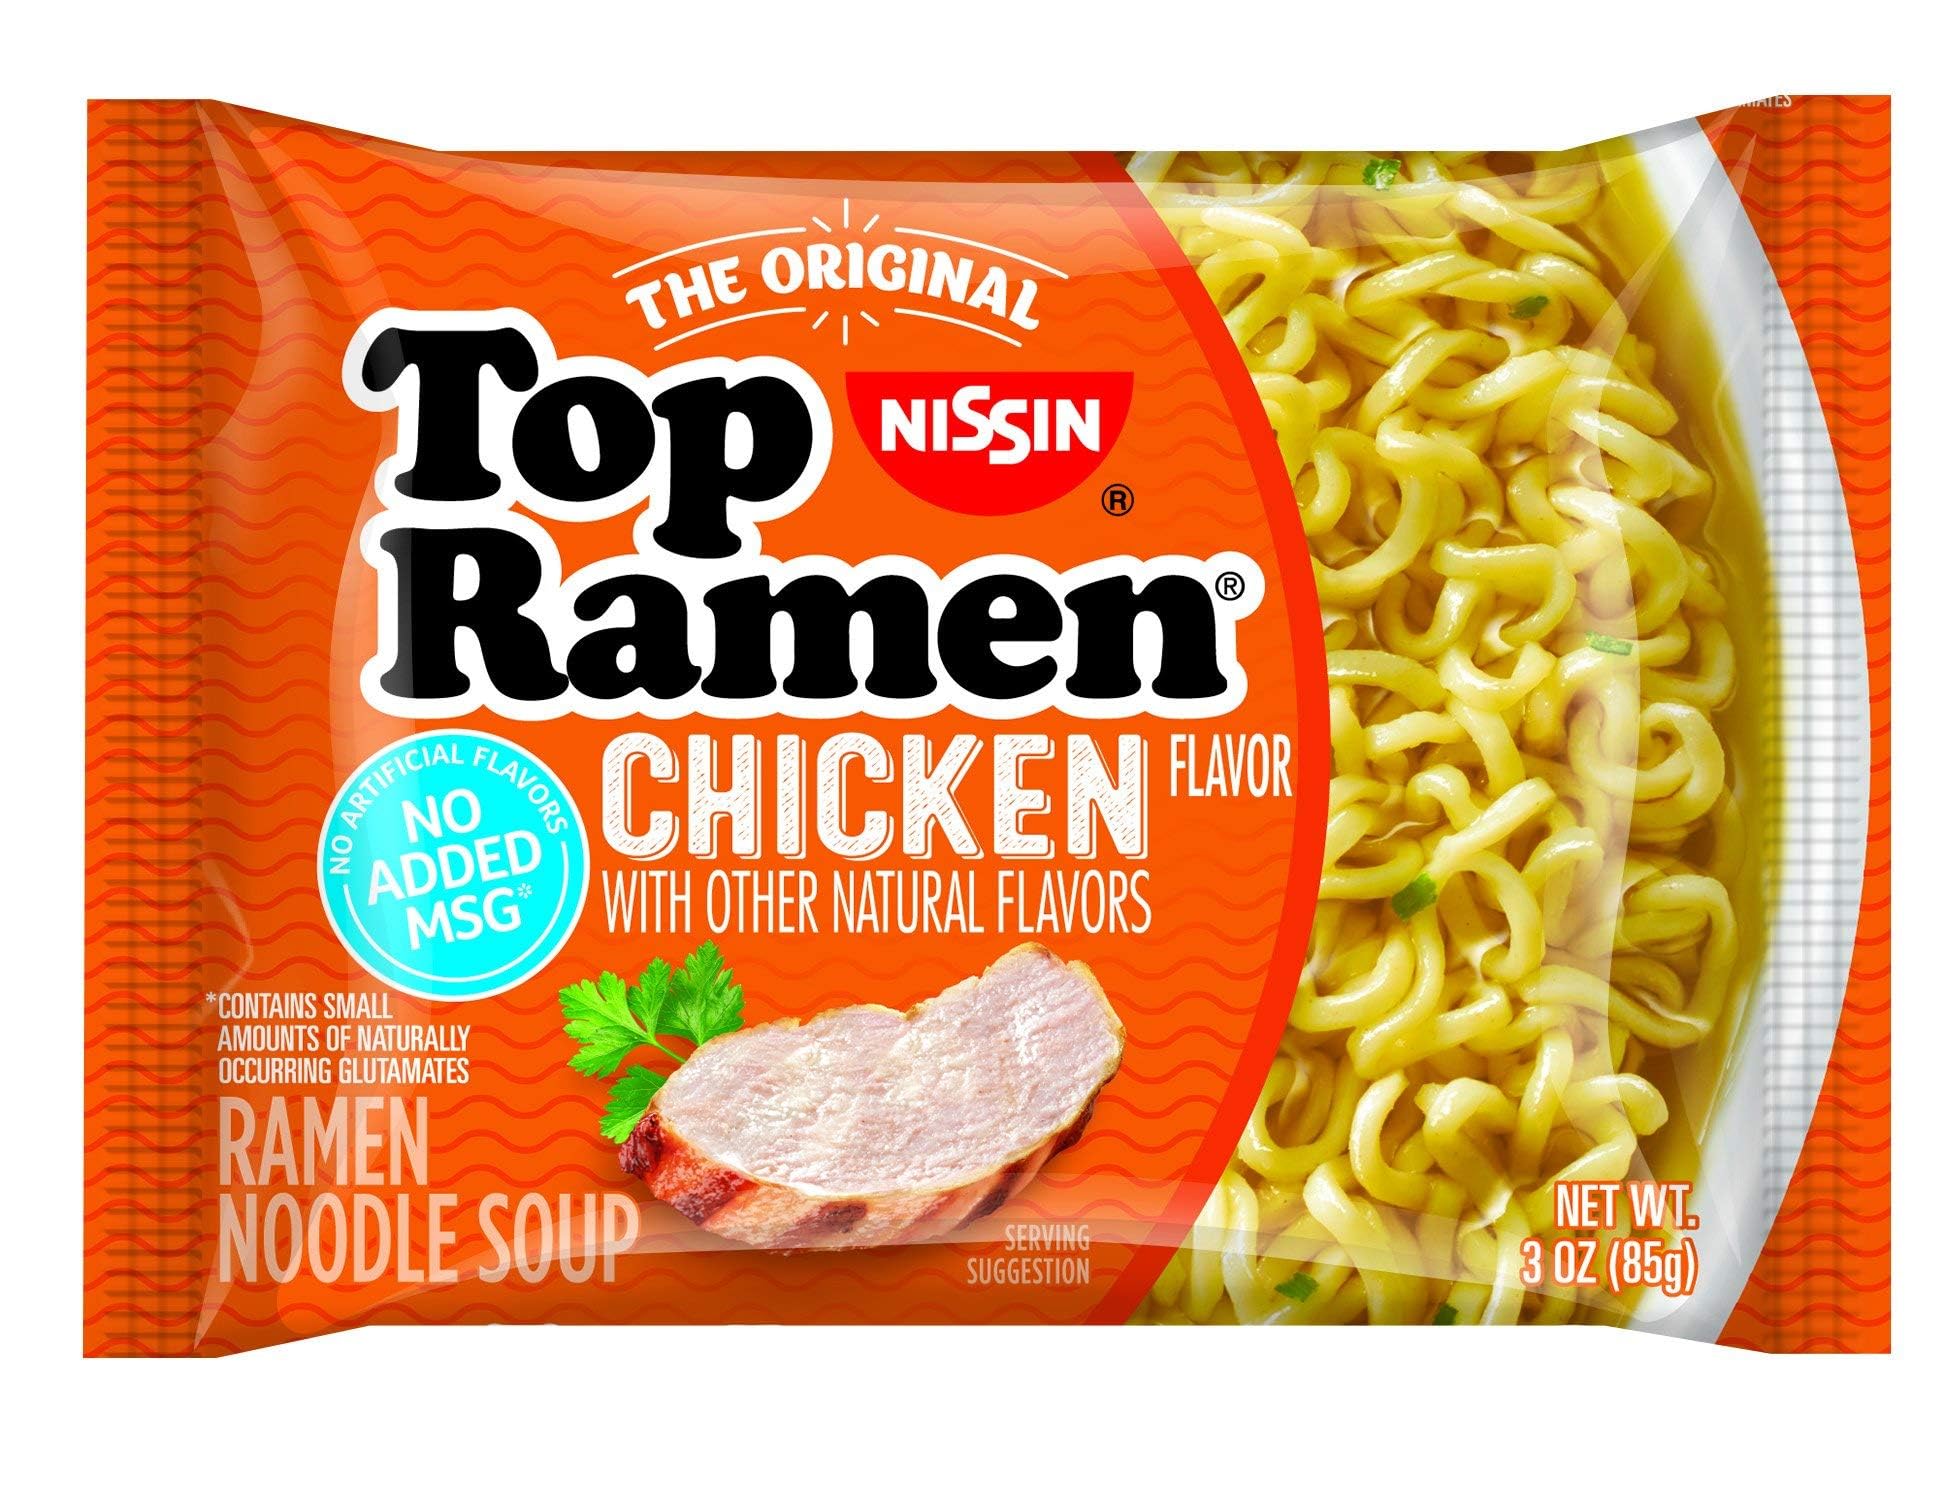 THE ORIGINAL
Top
NISSIN
®
Ramen®
CHICKEN FLAVOR
WITH OTHER NATURAL FLAVORS
NO ARTIFICIAL FLAVORS
NO
ADDED
MSG*
*CONTAINS SMALL
AMOUNTS OF NATURALLY
OCCURRING GLUTAMATES
RAMEN
NOODLE SOUP
SERVING
SUGGESTION
NET WT.
3 OZ (85g)